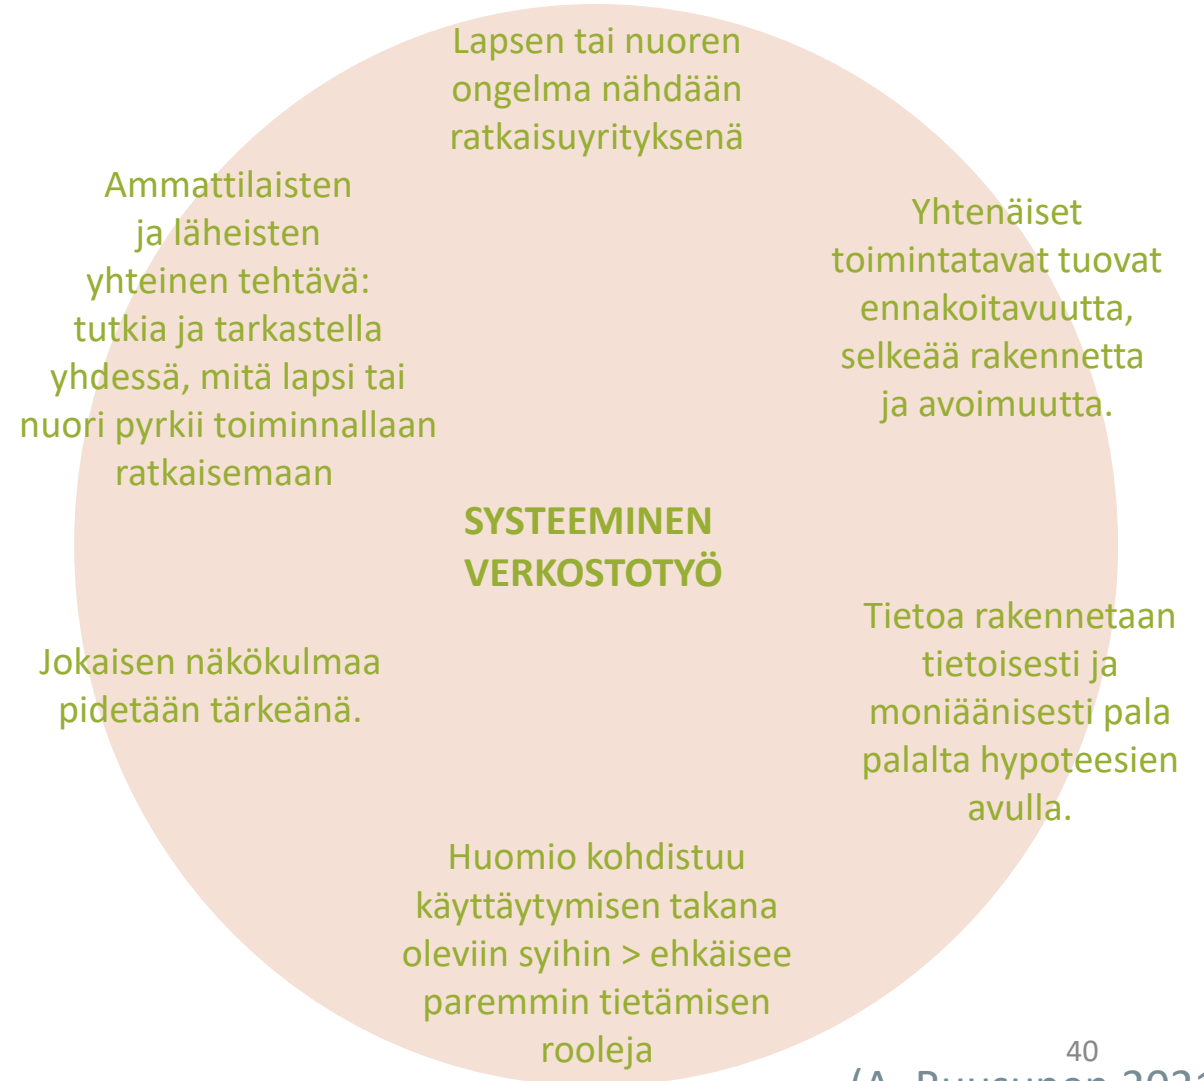 Lapsen tai nuoren
ongelma nähdään
ratkaisuyrityksenä
Ammattilaisten
ja läheisten
yhteinen tehtävä:
tutkia ja tarkastella
yhdessä, mitä lapsi tai
nuori pyrkii toiminnallaan
ratkaisemaan
Yhtenäiset
toimintatavat tuovat
ennakoitavuutta,
selkeää rakennetta
ja avoimuutta.
SYSTEEMINEN
VERKOSTOTYÖ
Jokaisen näkökulmaa
pidetään tärkeänä.
Tietoa rakennetaan
tietoisesti ja
moniäänisesti pala
palalta hypoteesien
avulla.
Huomio kohdistuu
käyttäytymisen takana
oleviin syihin > ehkäisee
paremmin tietämisen
rooleja
40